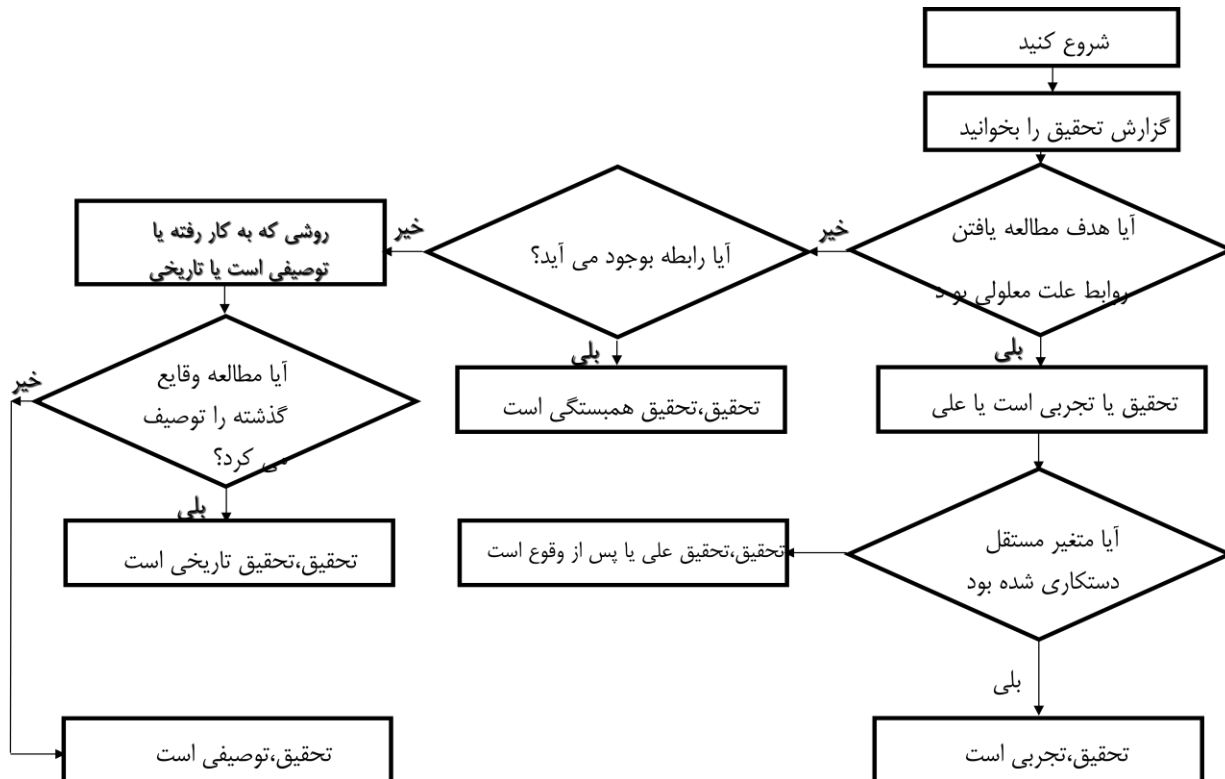 شروع کنید
گزارش تحقیق را بخوانید
آیا هدف مطالعه یافتن
روابط علت معلولی بو د
خیر
آیا رابطه بوجود می آید؟
خیر
روشی که به کار رفته یا
توصیفی است یا تاریخی
بلی
تحقیق یا تجربی است یا علی
بلی
تحقیق،تحقیق همبستگی است
آیا مطالعه وقایع
گذشته را توصیف
می کرد؟
خیر
بلی
تحقیق،تحقیق تاریخی است
آیا متغیر مستقل
دستکاری شده بود
تحقیق،تحقیق علی یا پس از وقوع است
بلی
تحقیق،تجربی است
تحقیق،توصیفی است